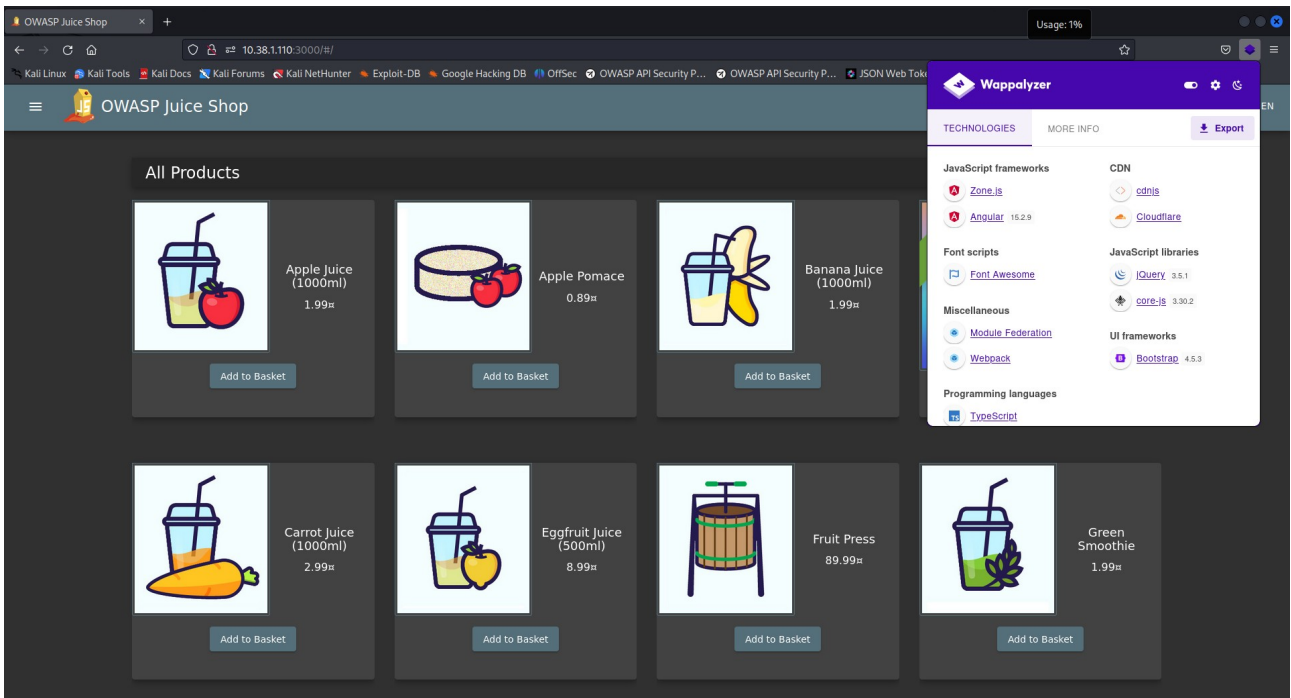 OWASP Juice Shop
Usage: 1%
10.38.1.110:3000/#/
Kali Linux Kali Tools Kali Docs Kali Forums Kali NetHunter Exploit-DB Google Hacking DB OffSec OWASP API Security P... OWASP API Security P... JSON Web Toke
OWASP Juice Shop
EN
Wappalyzer
TECHNOLOGIES MORE INFO Export
JavaScript frameworks
Zone.js
Angular 15.2.9
Font scripts
Font Awesome
Miscellaneous
Module Federation
Webpack
Programming languages
TypeScript
CDN
cdnjs
Cloudflare
JavaScript libraries
jQuery 3.5.1
core-js 3.30.2
UI frameworks
Bootstrap 4.5.3
All Products
Apple Juice
(1000ml)
1.99¤
Add to Basket
Apple Pomace
0.89¤
Add to Basket
Banana Juice
(1000ml)
1.99¤
Add to Basket
Carrot Juice
(1000ml)
2.99¤
Add to Basket
Eggfruit Juice
(500ml)
8.99¤
Add to Basket
Fruit Press
89.99¤
Add to Basket
Green
Smoothie
1.99¤
Add to Basket